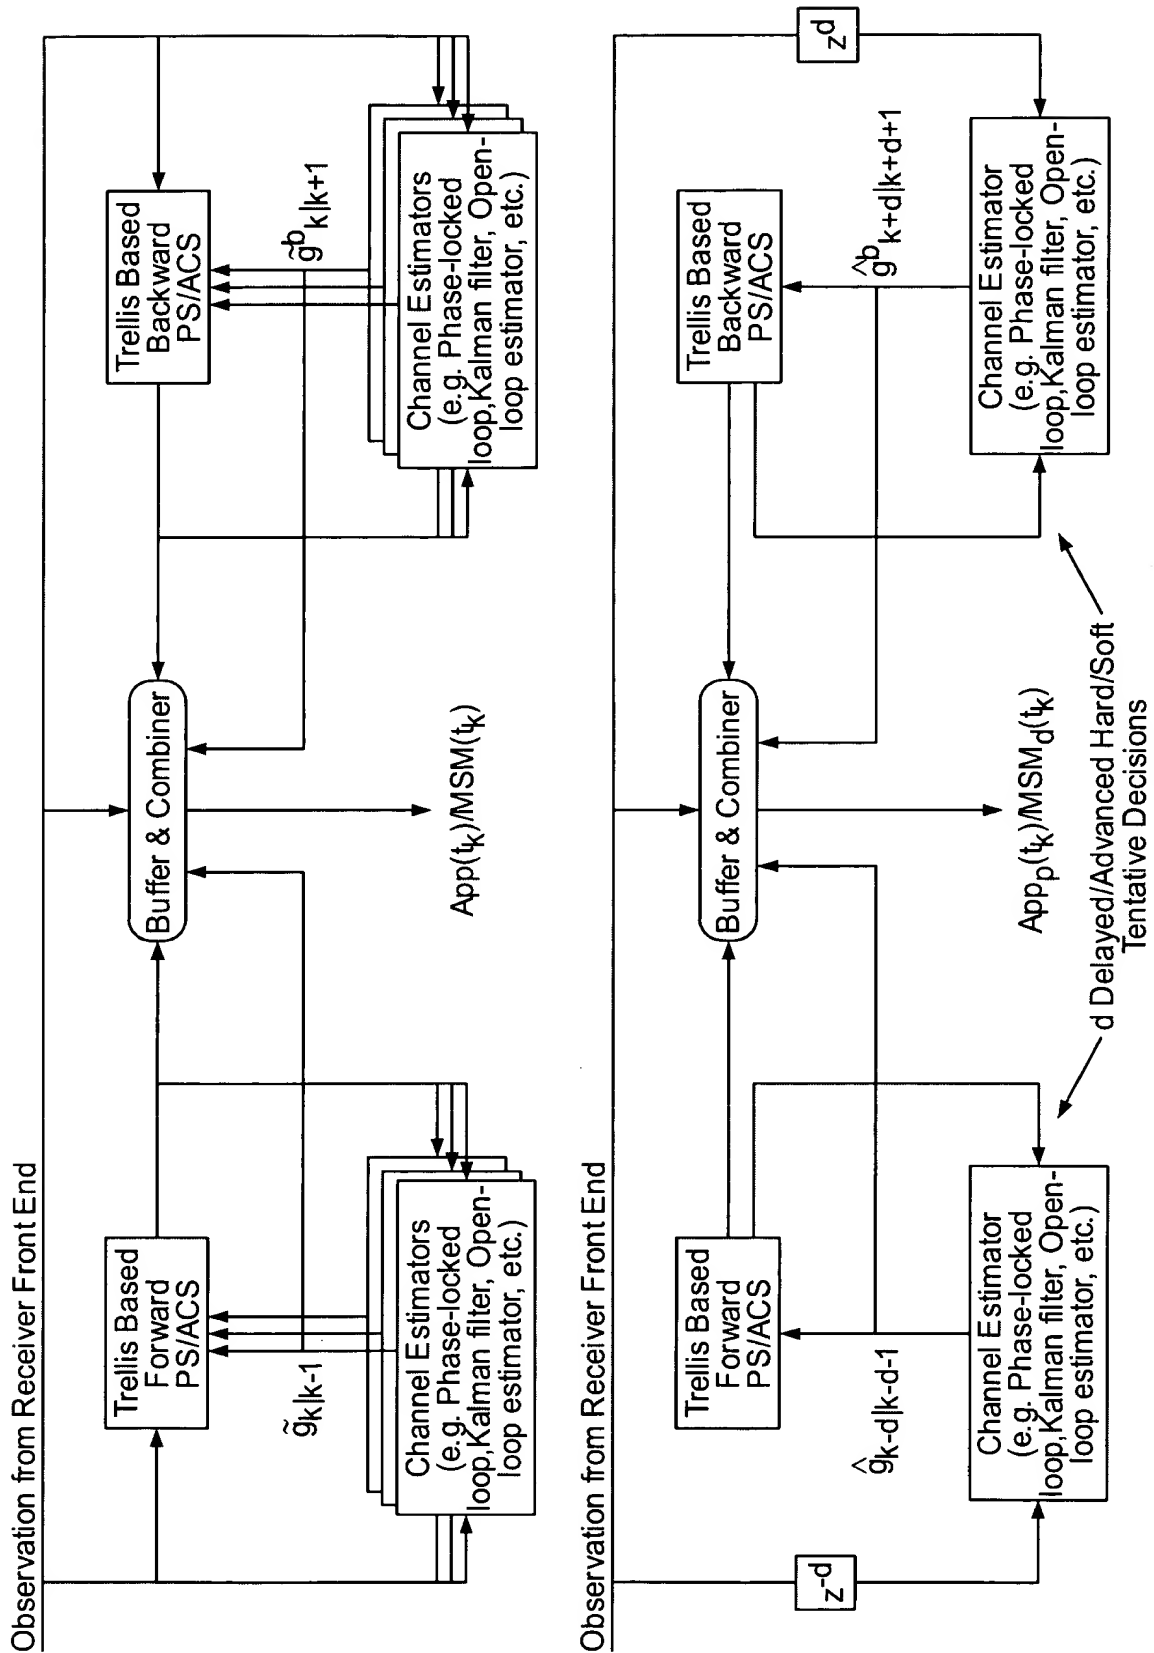 Observation from Receiver Front End
Trellis Based
Forward
PS/ACS
g̃k|k-1
Channel Estimators
(e.g. Phase-locked
loop,Kalman filter, Open-
loop estimator, etc.)
Buffer & Combiner
App(tk)/MSM(tk)
Trellis Based
Backward
PS/ACS
g̃bk|k+1
Channel Estimators
(e.g. Phase-locked
loop,Kalman filter, Open-
loop estimator, etc.)
Observation from Receiver Front End
z-d
Trellis Based
Forward
PS/ACS
ĝk-d|k-d-1
Channel Estimator
(e.g. Phase-locked
loop,Kalman filter, Open-
loop estimator, etc.)
Buffer & Combiner
Appp(tk)/MSMd(tk)
d Delayed/Advanced Hard/Soft
Tentative Decisions
Trellis Based
Backward
PS/ACS
ĝbk+d|k+d+1
Channel Estimator
(e.g. Phase-locked
loop,Kalman filter, Open-
loop estimator, etc.)
zd